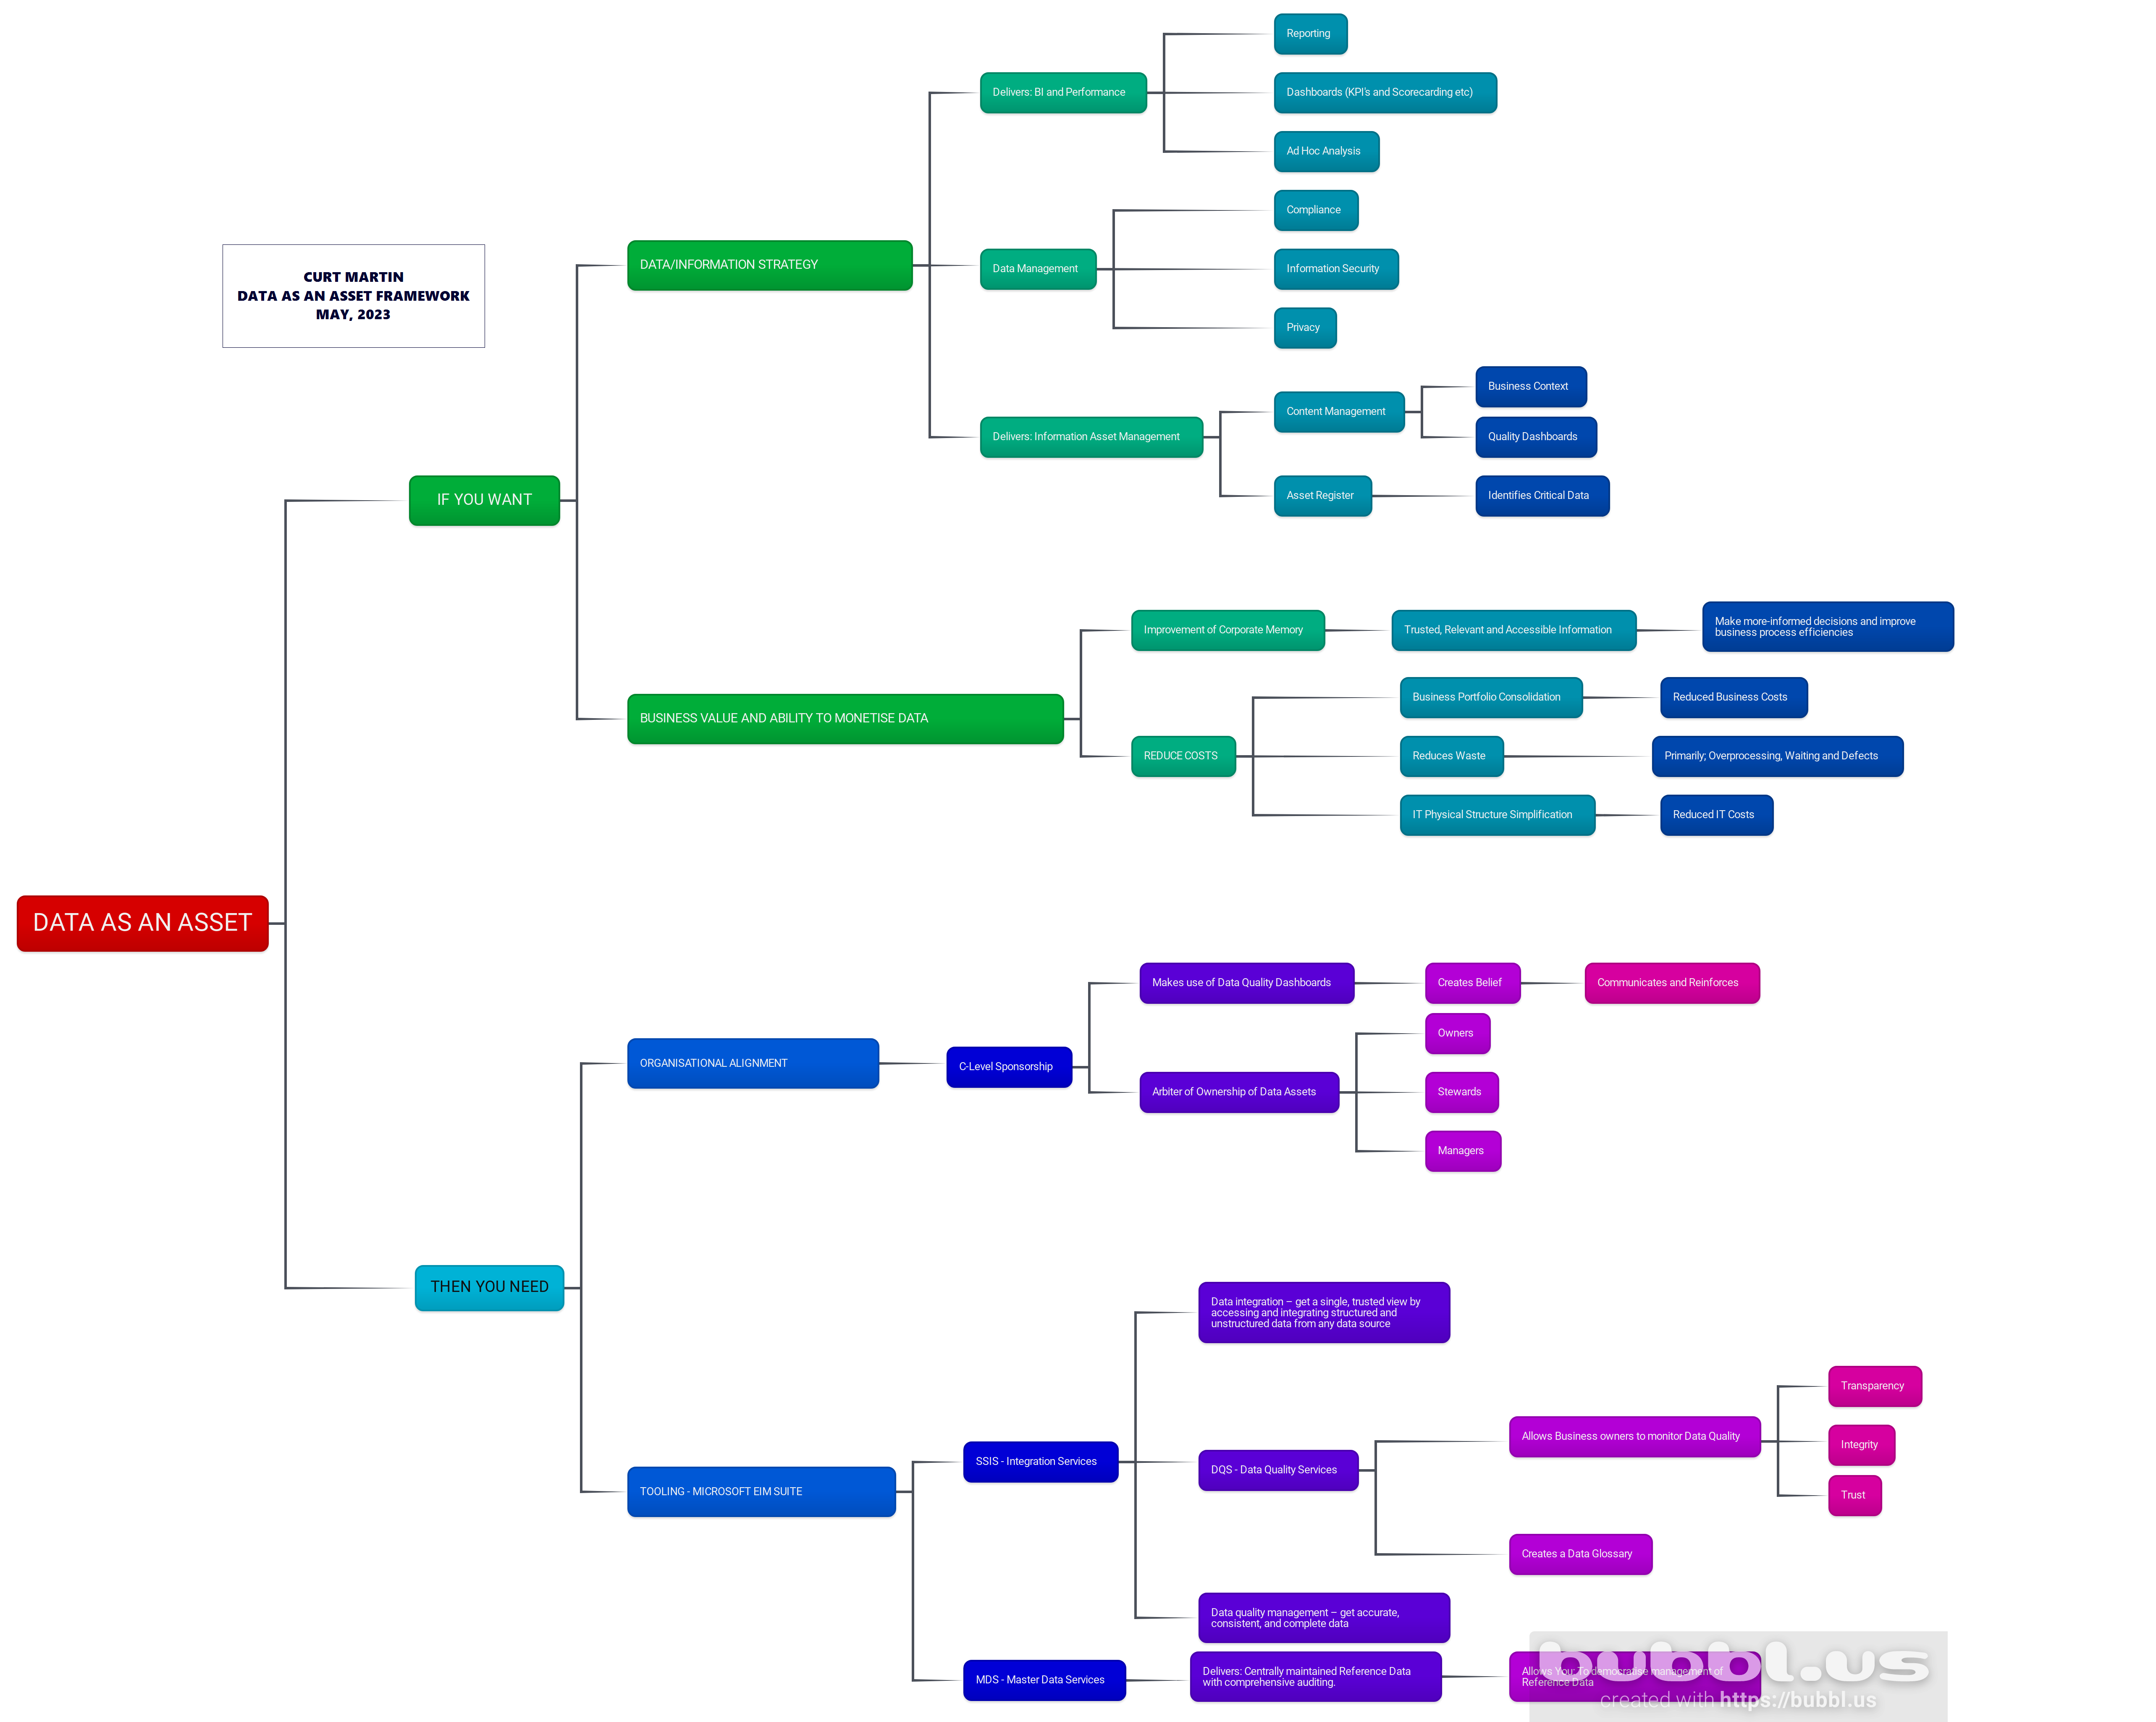 Reporting
Delivers: BI and Performance
Dashboards (KPI's and Scorecarding etc)
Ad Hoc Analysis
Compliance
DATA/INFORMATION STRATEGY
Data Management
Information Security
CURT MARTIN
DATA AS AN ASSET FRAMEWORK
MAY, 2023
Privacy
Business Context
Content Management
Delivers: Information Asset Management
Quality Dashboards
IF YOU WANT
Asset Register
Identifies Critical Data
Improvement of Corporate Memory
Trusted, Relevant and Accessible Information
Make more-informed decisions and improve
business process efficiencies
Business Portfolio Consolidation
Reduced Business Costs
BUSINESS VALUE AND ABILITY TO MONETISE DATA
REDUCE COSTS
Reduces Waste
Primarily; Overprocessing, Waiting and Defects
IT Physical Structure Simplification
Reduced IT Costs
DATA AS AN ASSET
Makes use of Data Quality Dashboards
Creates Belief
Communicates and Reinforces
Owners
ORGANISATIONAL ALIGNMENT
C-Level Sponsorship
Arbiter of Ownership of Data Assets
Stewards
Managers
THEN YOU NEED
Data integration – get a single, trusted view by
accessing and integrating structured and
unstructured data from any data source
Transparency
Allows Business owners to monitor Data Quality
Integrity
SSIS - Integration Services
DQS - Data Quality Services
TOOLING - MICROSOFT EIM SUITE
Trust
Creates a Data Glossary
Data quality management – get accurate,
consistent, and complete data
MDS - Master Data Services
Delivers: Centrally maintained Reference Data
with comprehensive auditing.
Allows You: To democratise management of
Reference Data
bubbl.us
created with https://bubbl.us